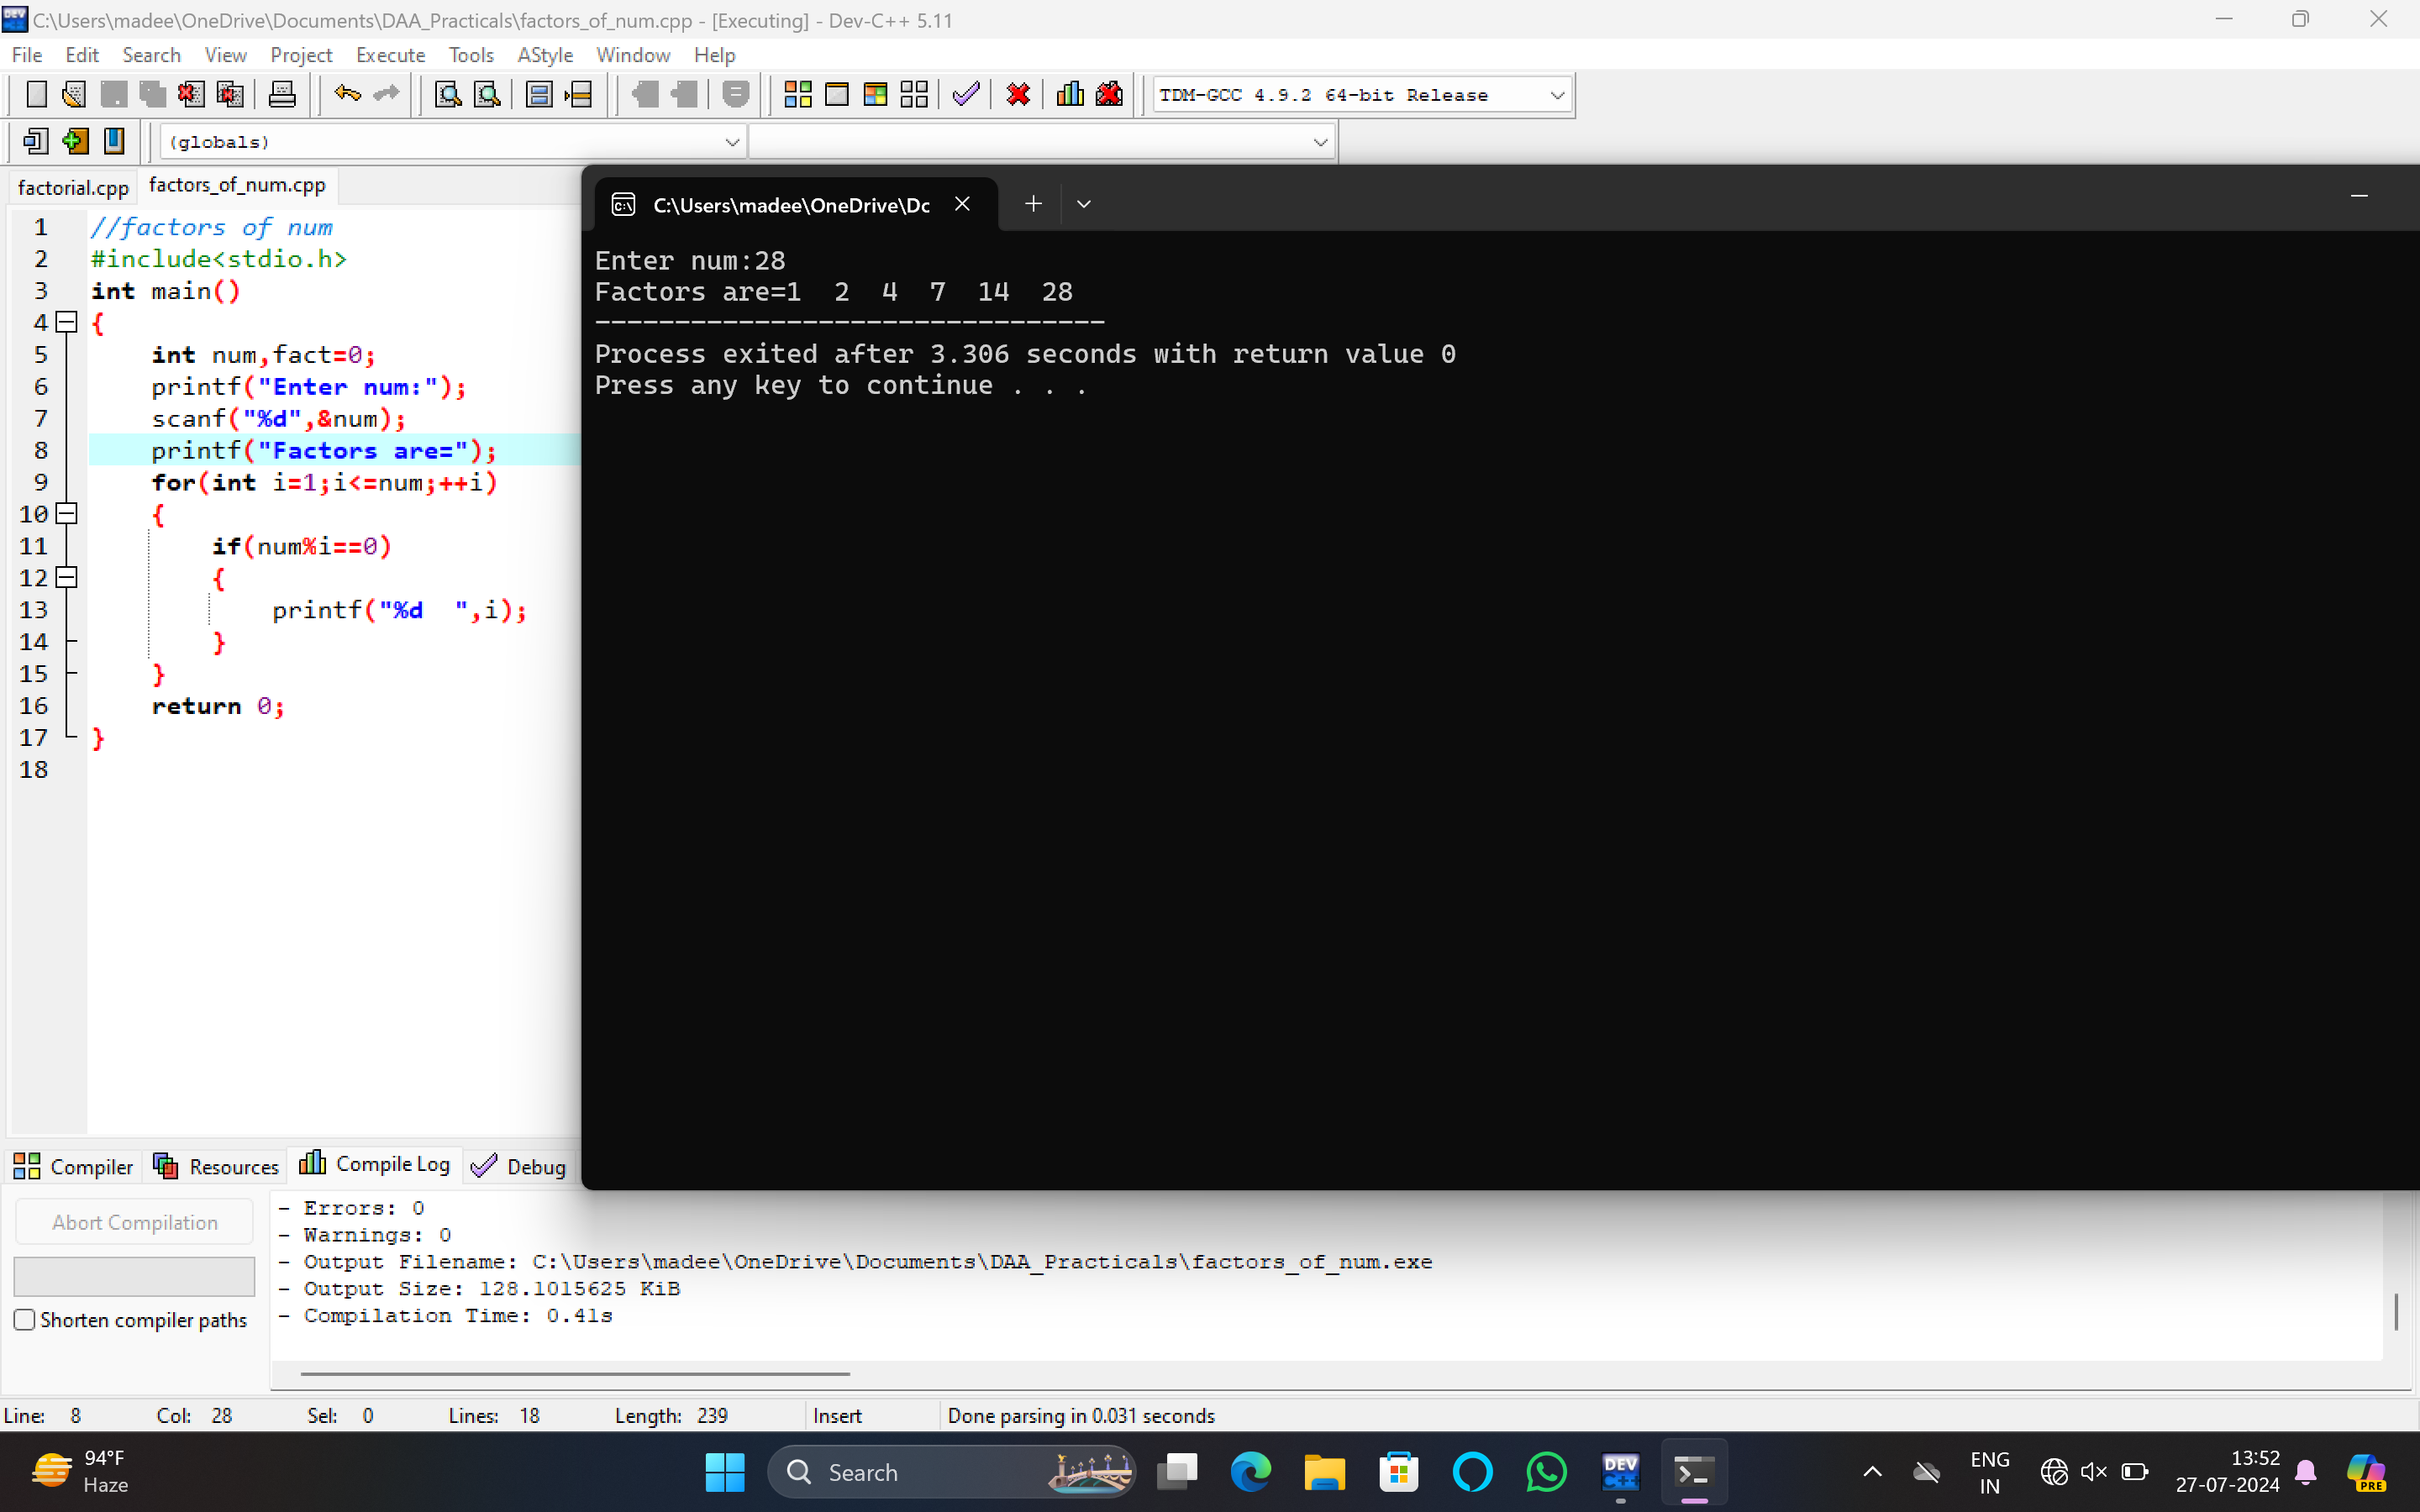 C:\Users\madee\OneDrive\Documents\DAA_Practicals\factors_of_num.cpp - [Executing] - Dev-C++ 5.11
File Edit Search View Project Execute Tools AStyle Window Help
TDM-GCC 4.9.2 64-bit Release
(globals)
factorial.cpp factors_of_num.cpp
1 //factors of num
2 #include<stdio.h>
3 int main()
4 {
5 int num,fact=0;
6 printf("Enter num:");
7 scanf("%d",&num);
8 printf("Factors are=");
9 for(int i=1;i<=num;++i)
10 {
11 if(num%i==0)
12 {
13 printf("%d  ",i);
14 }
15 }
16 return 0;
17 }
18
C:\Users\madee\OneDrive\Dc
Enter num:28
Factors are=1  2  4  7  14  28
--------------------------------
Process exited after 3.306 seconds with return value 0
Press any key to continue . . .
Compiler Resources Compile Log Debug
Abort Compilation
Shorten compiler paths
- Errors: 0
- Warnings: 0
- Output Filename: C:\Users\madee\OneDrive\Documents\DAA_Practicals\factors_of_num.exe
- Output Size: 128.1015625 KiB
- Compilation Time: 0.41s
Line: 8 Col: 28 Sel: 0 Lines: 18 Length: 239 Insert Done parsing in 0.031 seconds
94°F
Haze
Search
DEV
C++
ENG
IN
13:52
27-07-2024
PRE